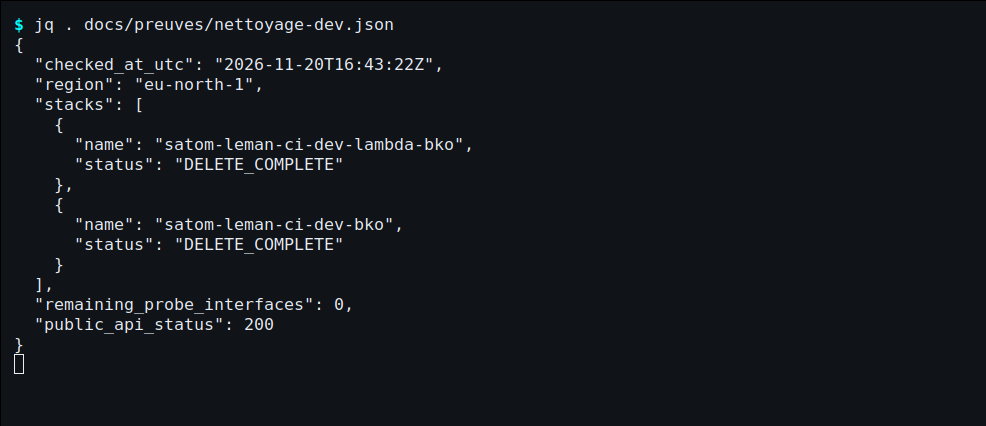 $ jq . docs/preuves/nettoyage-dev.json
{
  "checked_at_utc": "2026-11-20T16:43:22Z",
  "region": "eu-north-1",
  "stacks": [
    {
      "name": "satom-leman-ci-dev-lambda-bko",
      "status": "DELETE_COMPLETE"
    },
    {
      "name": "satom-leman-ci-dev-bko",
      "status": "DELETE_COMPLETE"
    }
  ],
  "remaining_probe_interfaces": 0,
  "public_api_status": 200
}